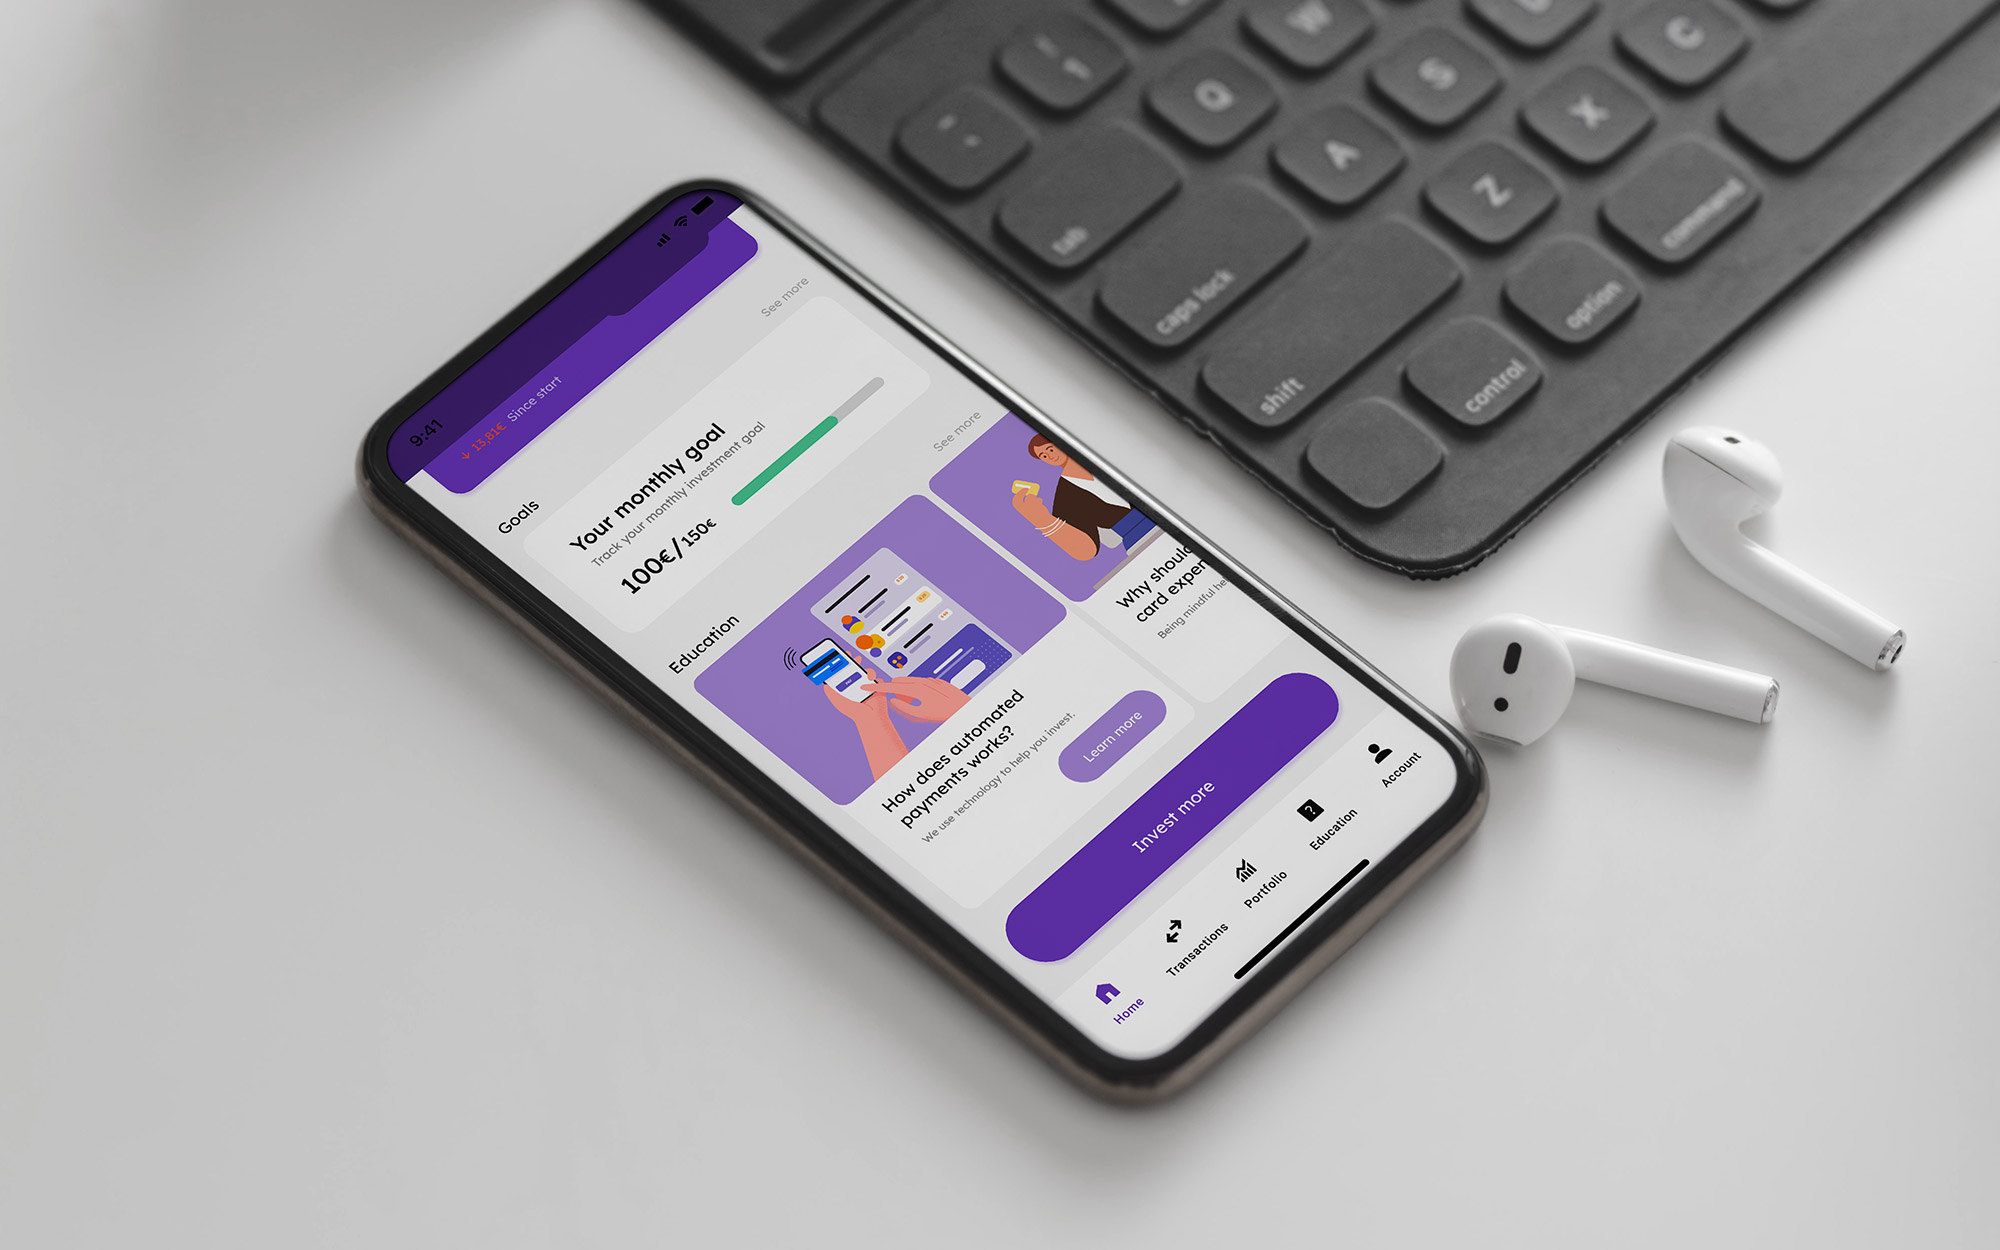 9:41
13,81€ Since start
Goals
See more
Your monthly goal
Track your monthly investment goal
100€/150€
Education
See more
How does automated
payments works?
We use technology to help you invest.
Learn more
Why should
card exper
Being mindful he
Invest more
Home
Transactions
Portfolio
Education
Account
W
Q
S
C
A
X
Z
tab
caps lock
shift
control
option
command